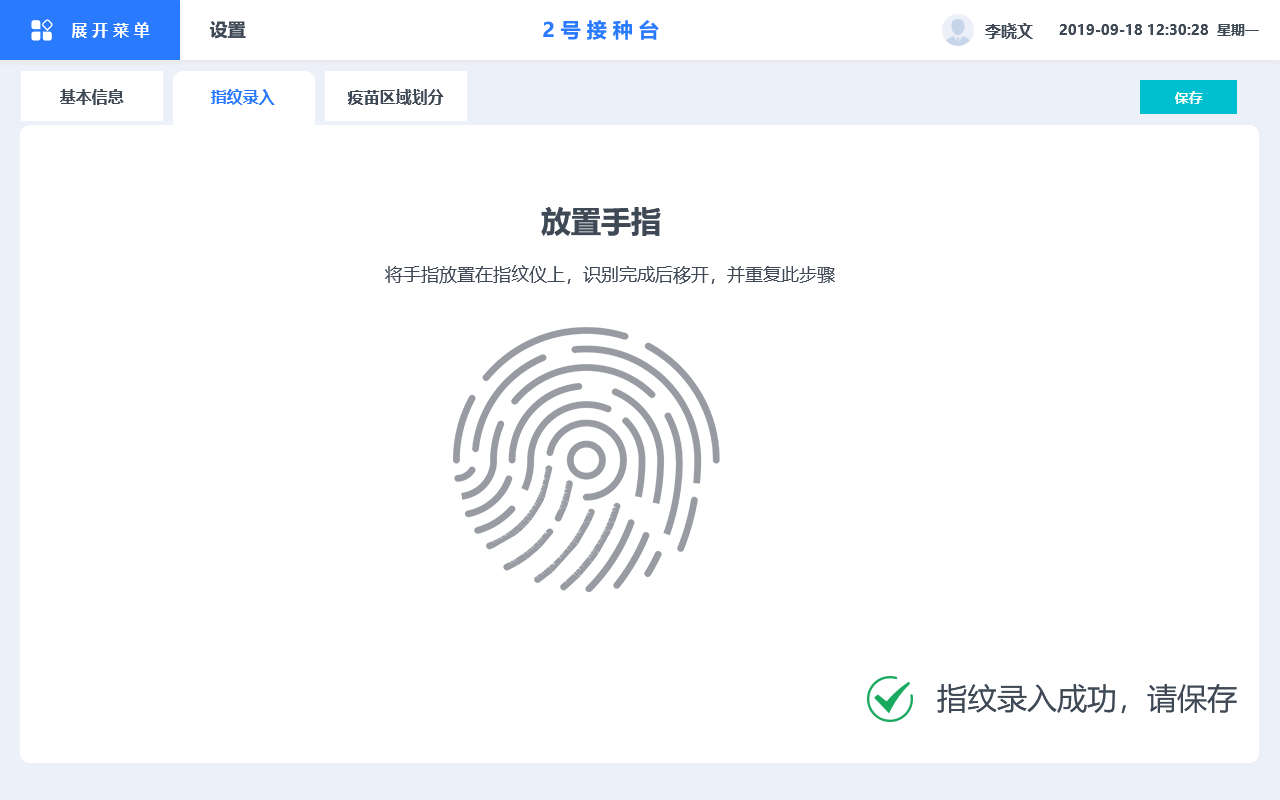 展开菜单 设置 2号接种台 李晓文 2019-09-18 12:30:28 星期一
基本信息 指纹录入 疫苗区域划分 保存
放置手指
将手指放置在指纹仪上，识别完成后移开，并重复此步骤
指纹录入成功，请保存